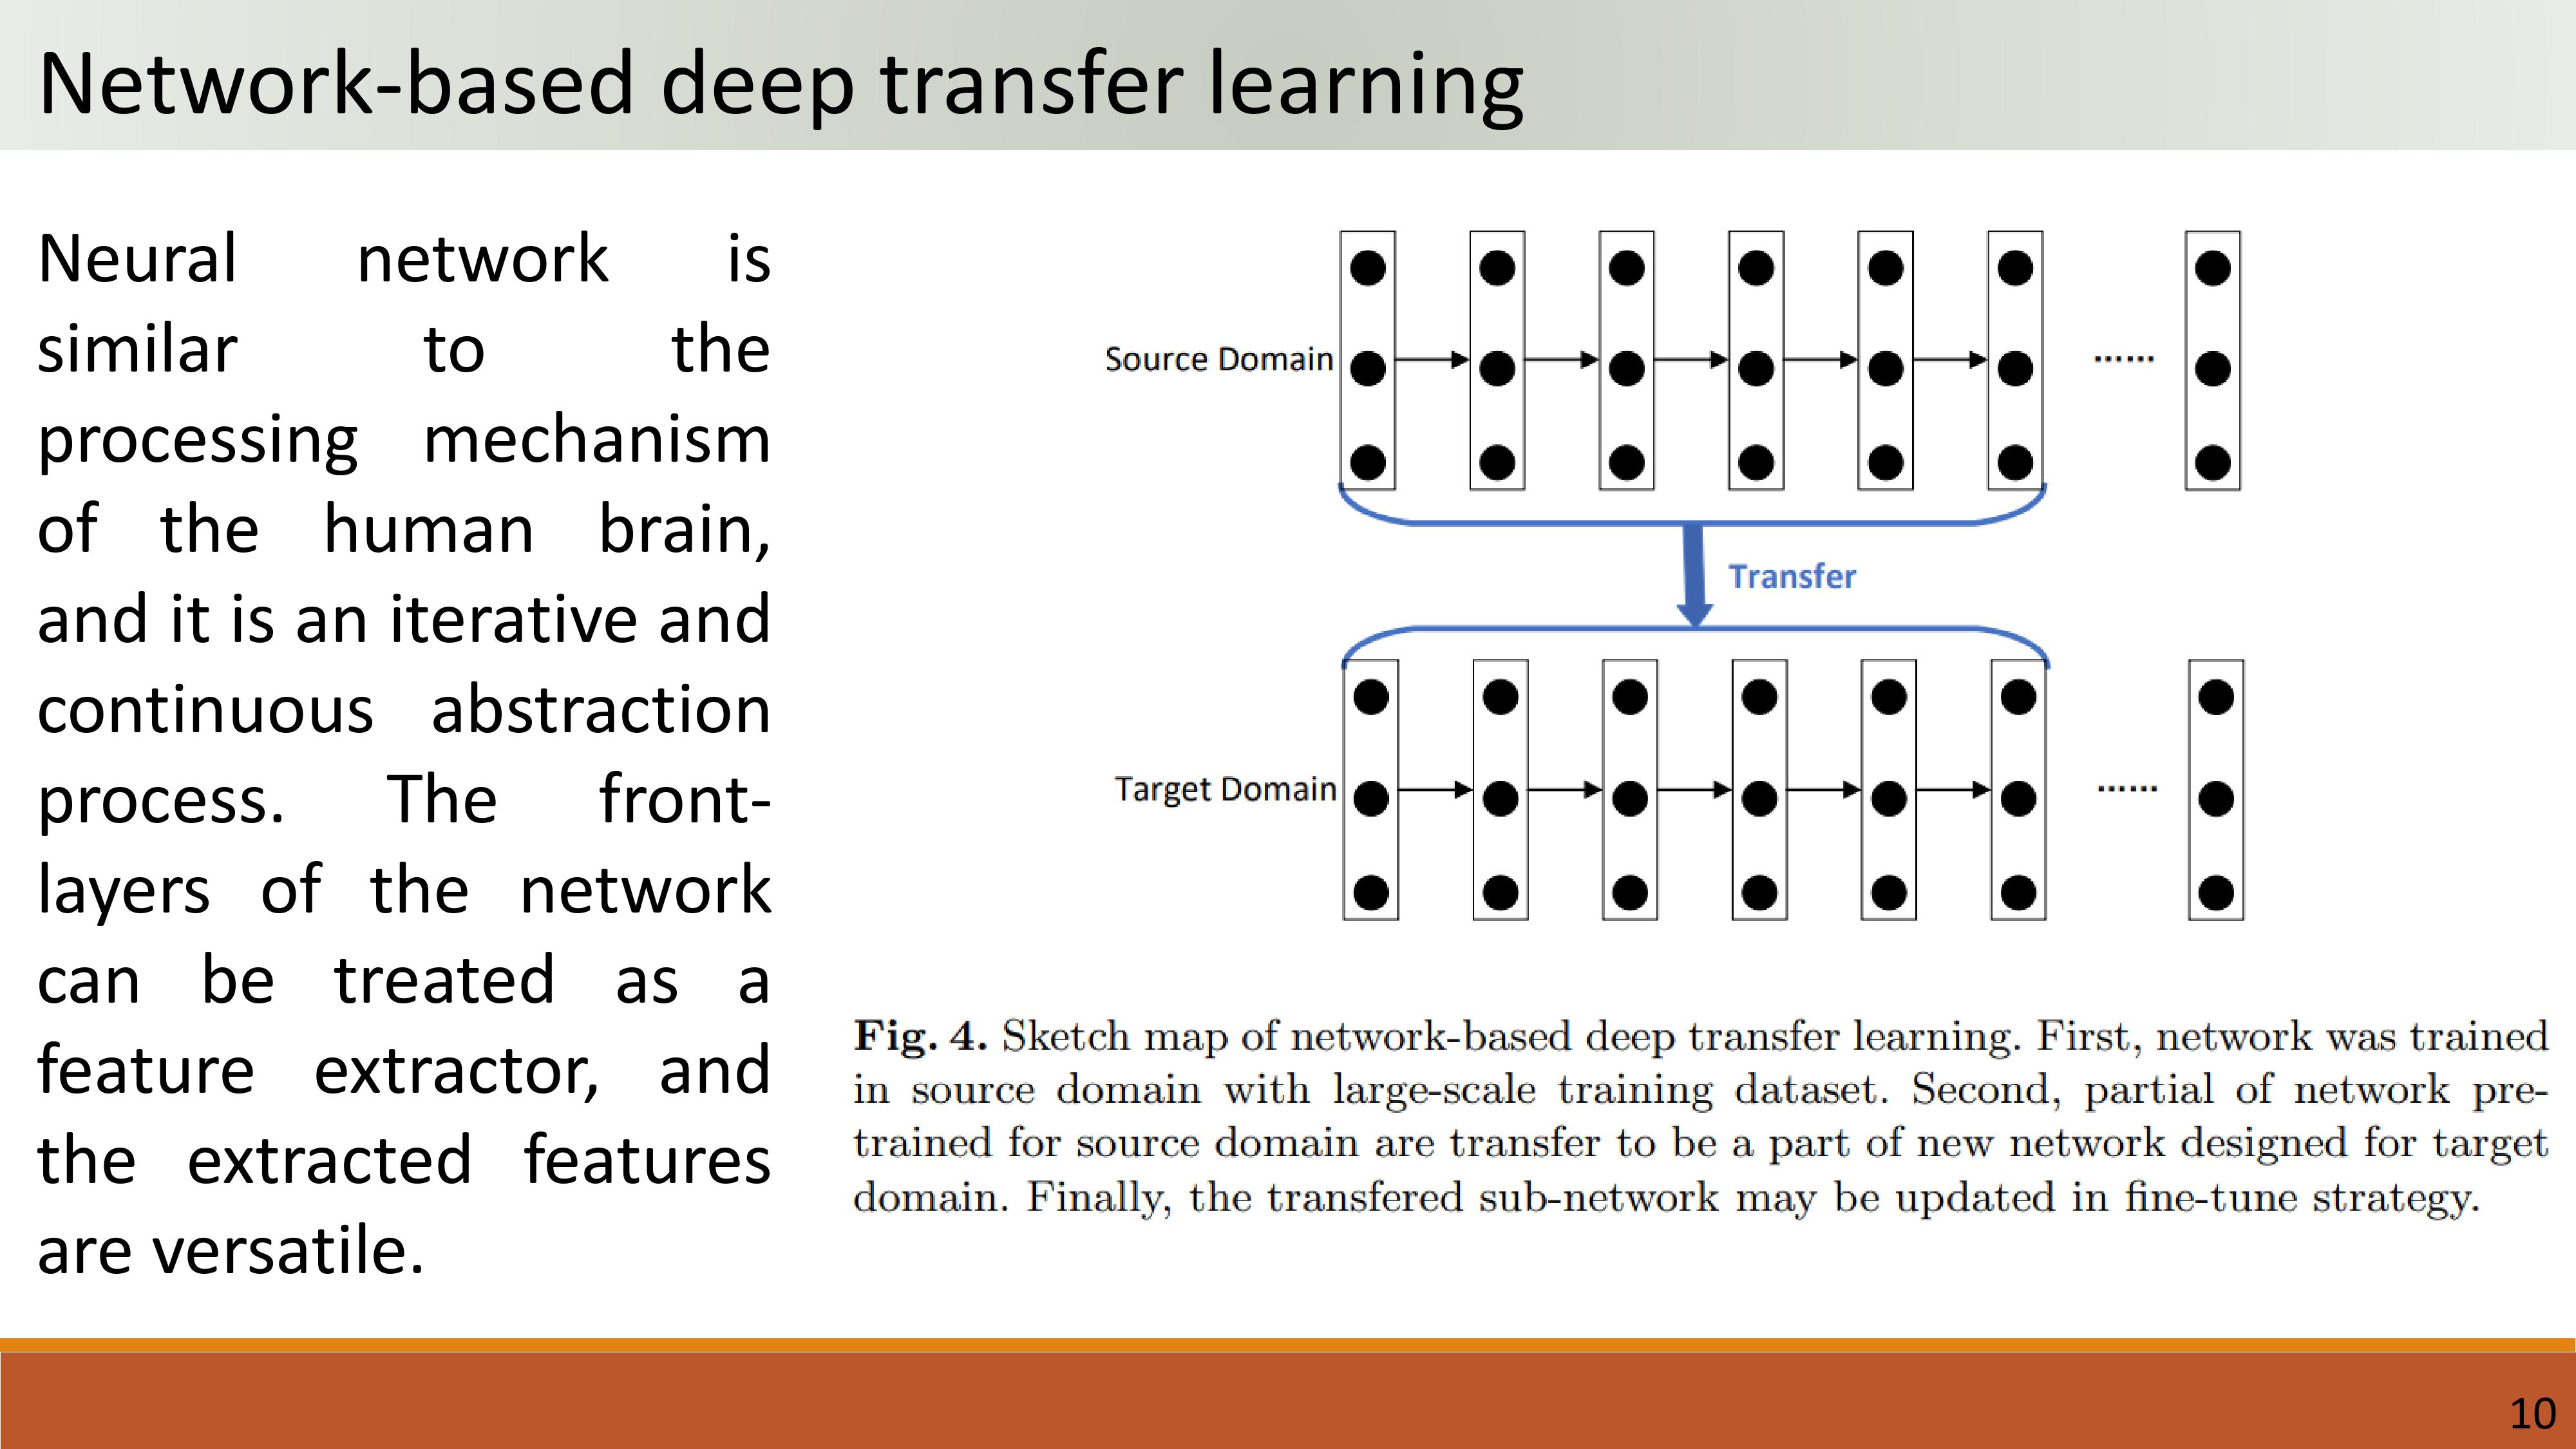 Network-based deep transfer learning
Neural network is
similar to the
processing mechanism
of the human brain,
and it is an iterative and
continuous abstraction
process. The front-
layers of the network
can be treated as a
feature extractor, and
the extracted features
are versatile.
Source Domain
......
Transfer
Target Domain
......
Fig. 4. Sketch map of network-based deep transfer learning. First, network was trained
in source domain with large-scale training dataset. Second, partial of network pre-
trained for source domain are transfer to be a part of new network designed for target
domain. Finally, the transfered sub-network may be updated in fine-tune strategy.
10